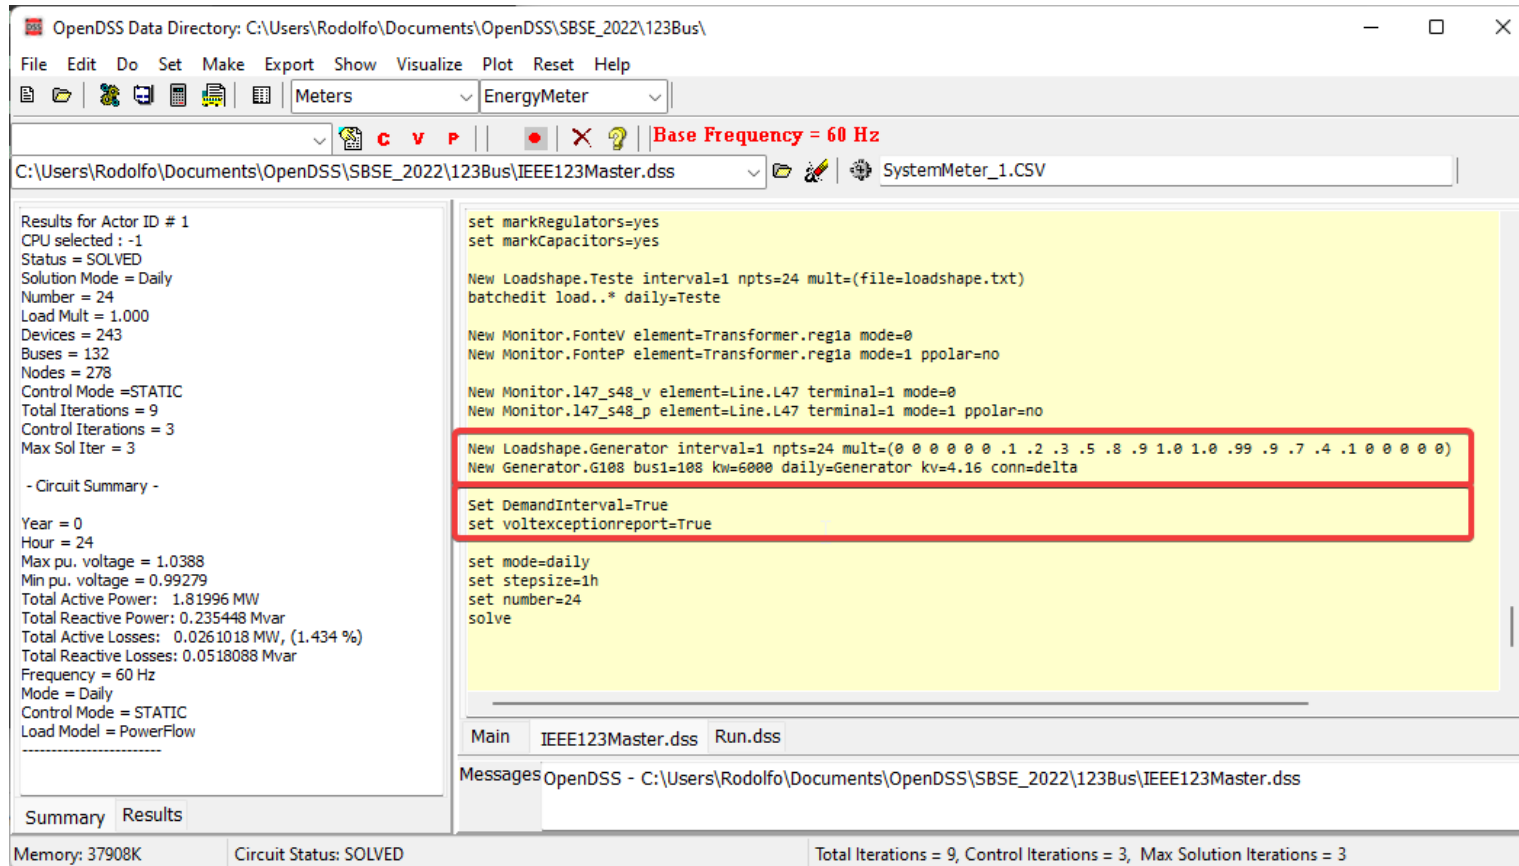 OpenDSS Data Directory: C:\Users\Rodolfo\Documents\OpenDSS\SBSE_2022\123Bus\
File Edit Do Set Make Export Show Visualize Plot Reset Help
Meters EnergyMeter
C V P Base Frequency = 60 Hz
C:\Users\Rodolfo\Documents\OpenDSS\SBSE_2022\123Bus\IEEE123Master.dss SystemMeter_1.CSV
Results for Actor ID # 1
CPU selected : -1
Status = SOLVED
Solution Mode = Daily
Number = 24
Load Mult = 1.000
Devices = 243
Buses = 132
Nodes = 278
Control Mode =STATIC
Total Iterations = 9
Control Iterations = 3
Max Sol Iter = 3
- Circuit Summary -
Year = 0
Hour = 24
Max pu. voltage = 1.0388
Min pu. voltage = 0.99279
Total Active Power: 1.81996 MW
Total Reactive Power: 0.235448 Mvar
Total Active Losses: 0.0261018 MW, (1.434 %)
Total Reactive Losses: 0.0518088 Mvar
Frequency = 60 Hz
Mode = Daily
Control Mode = STATIC
Load Model = PowerFlow
-------------------------
Summary Results
set markRegulators=yes
set markCapacitors=yes
New Loadshape.Teste interval=1 npts=24 mult=(file=loadshape.txt)
batchedit load..* daily=Teste
New Monitor.FonteV element=Transformer.reg1a mode=0
New Monitor.FonteP element=Transformer.reg1a mode=1 ppolar=no
New Monitor.l47_s48_v element=Line.L47 terminal=1 mode=0
New Monitor.l47_s48_p element=Line.L47 terminal=1 mode=1 ppolar=no
New Loadshape.Generator interval=1 npts=24 mult=(0 0 0 0 0 0 .1 .2 .3 .5 .8 .9 1.0 1.0 .99 .9 .7 .4 .1 0 0 0 0 0)
New Generator.G108 bus1=108 kw=6000 daily=Generator kv=4.16 conn=delta
Set DemandInterval=True
set voltexceptionreport=True
set mode=daily
set stepsize=1h
set number=24
solve
Main IEEE123Master.dss Run.dss
Messages OpenDSS - C:\Users\Rodolfo\Documents\OpenDSS\SBSE_2022\123Bus\IEEE123Master.dss
Memory: 37908K Circuit Status: SOLVED Total Iterations = 9, Control Iterations = 3, Max Solution Iterations = 3